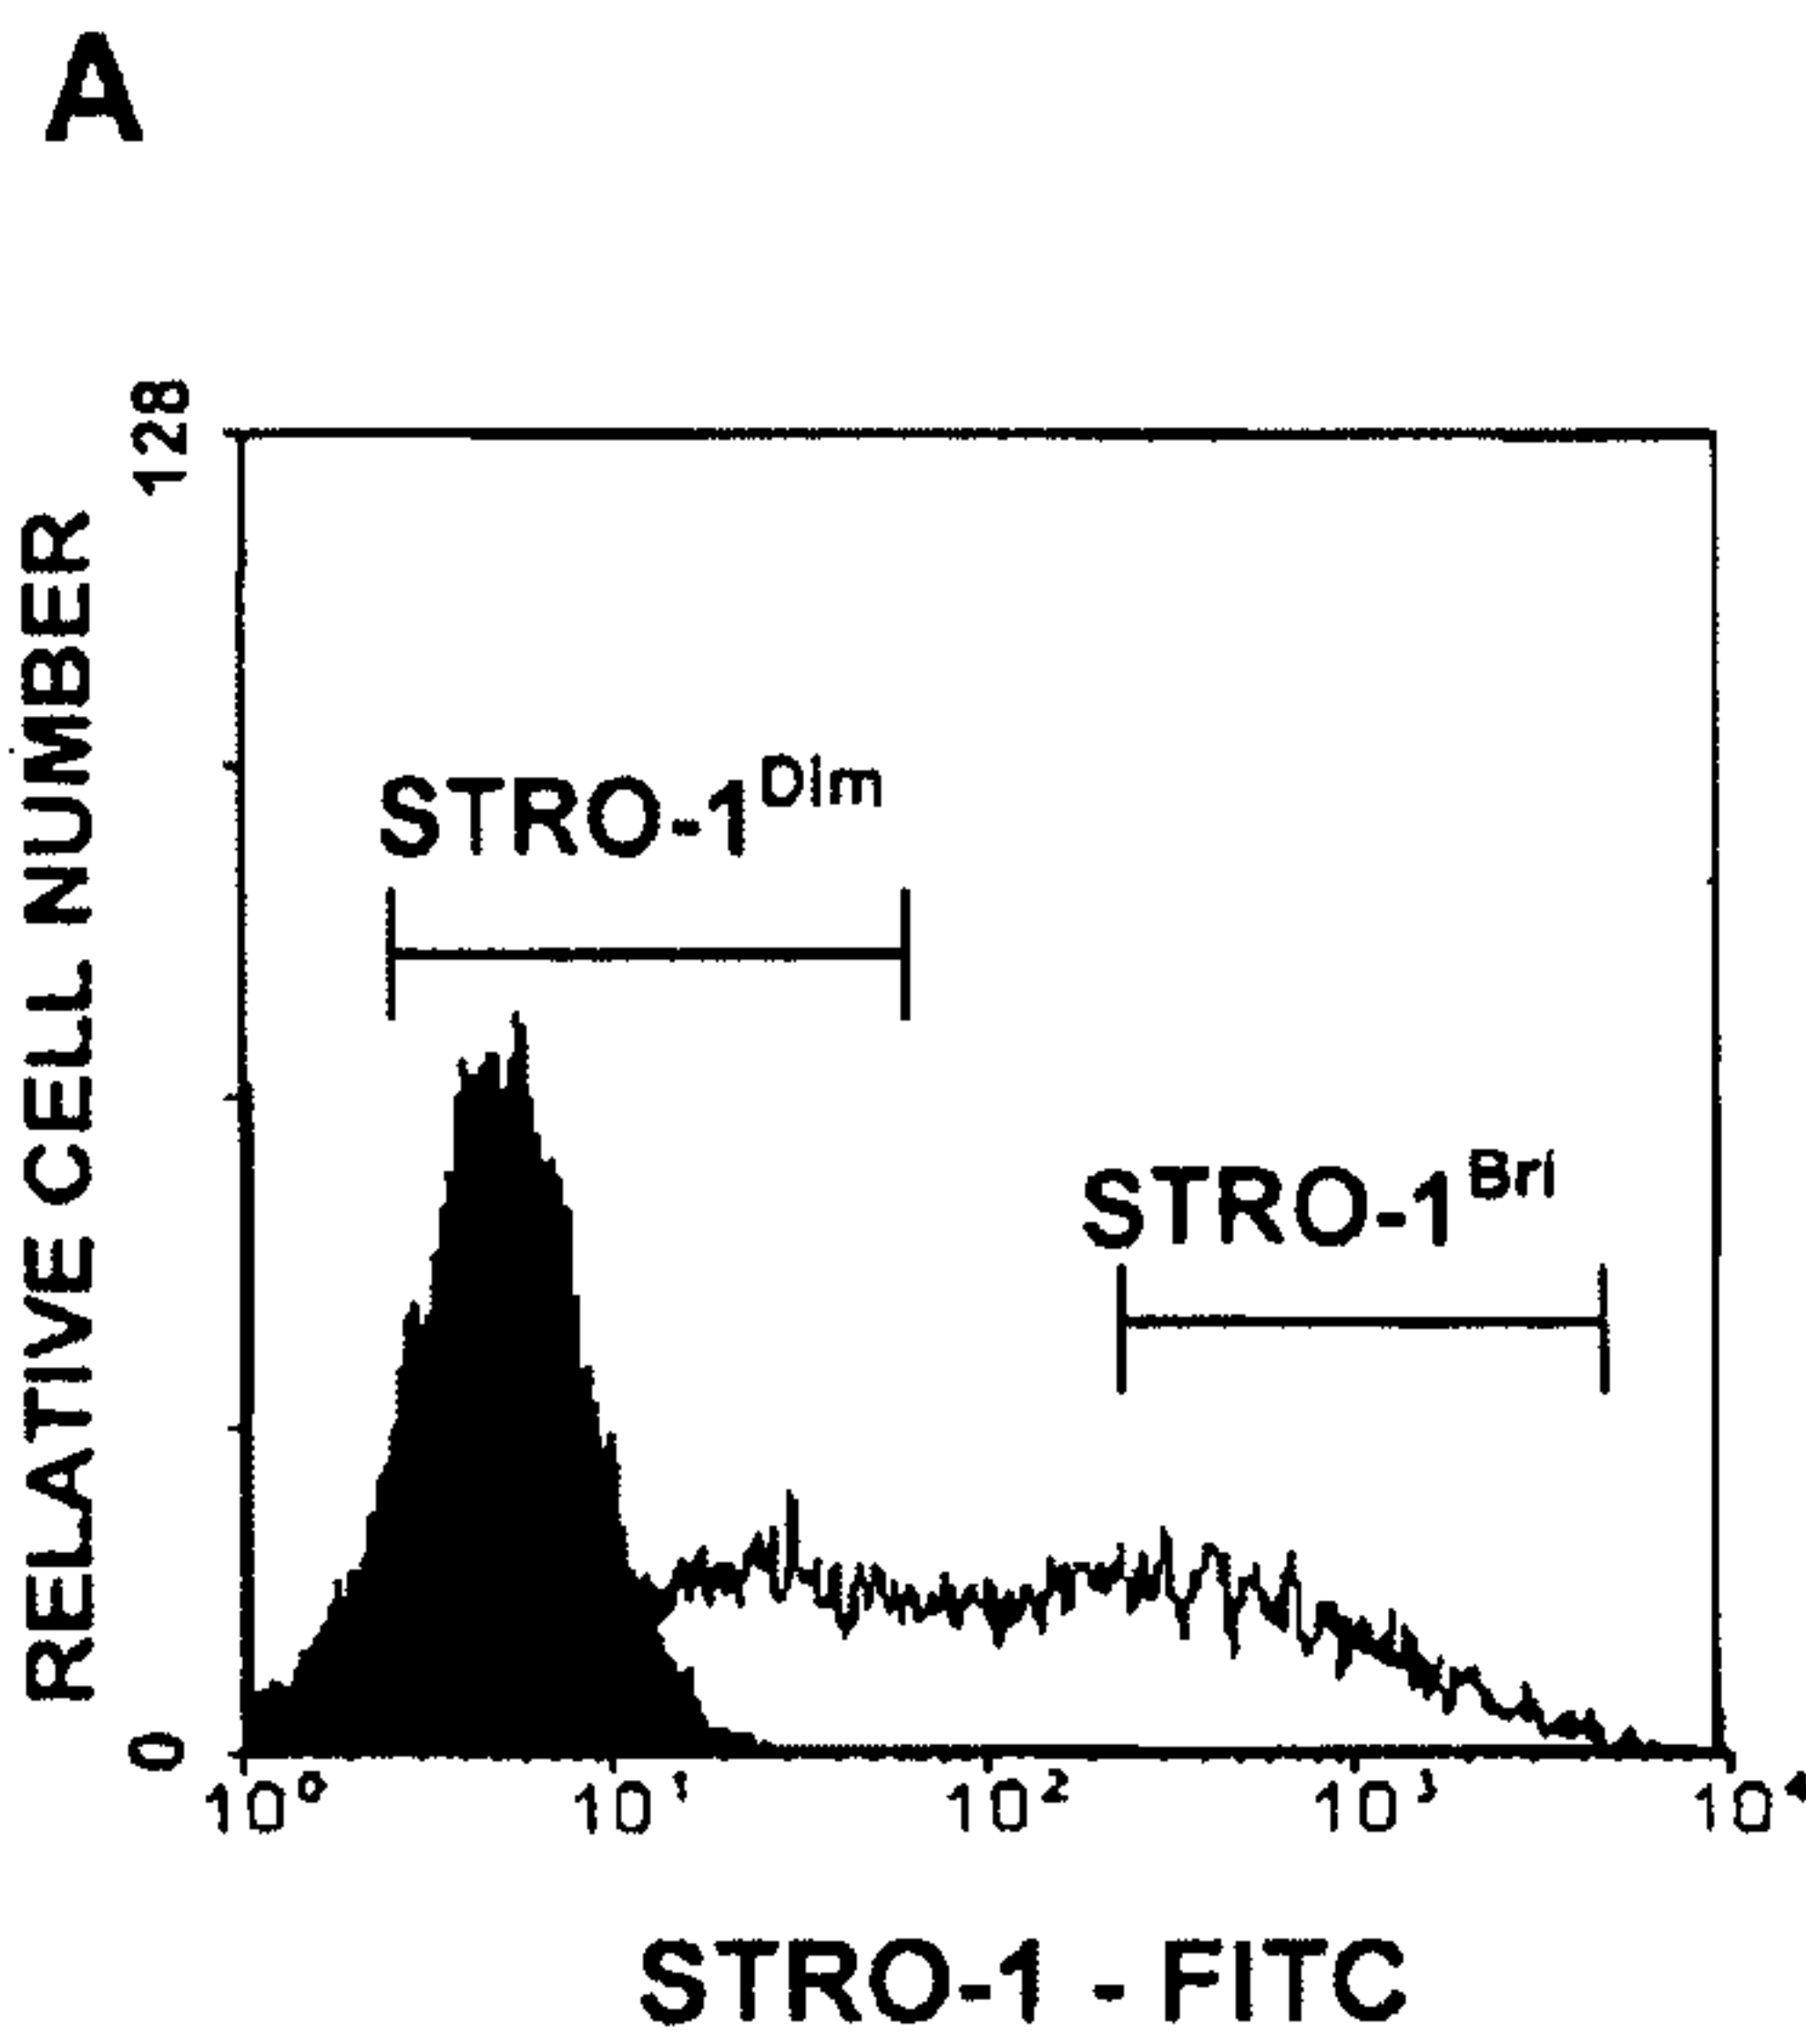 A
128
RELATIVE CELL NUMBER
STRO-1^Dim
STRO-1^Bri
0
10^0 10^1 10^2 10^3 10^4
STRO-1 - FITC